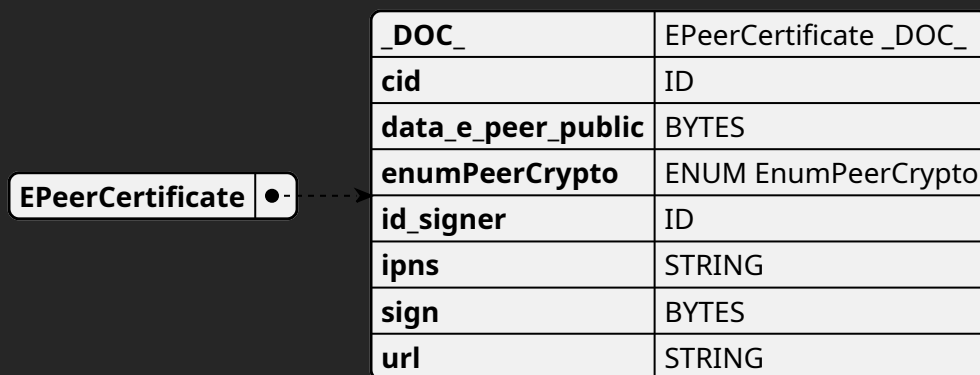 _DOC_ EPeerCertificate _DOC_
cid ID
data_e_peer_public BYTES
enumPeerCrypto ENUM EnumPeerCrypto
EPeerCertificate
id_signer ID
ipns STRING
sign BYTES
url STRING